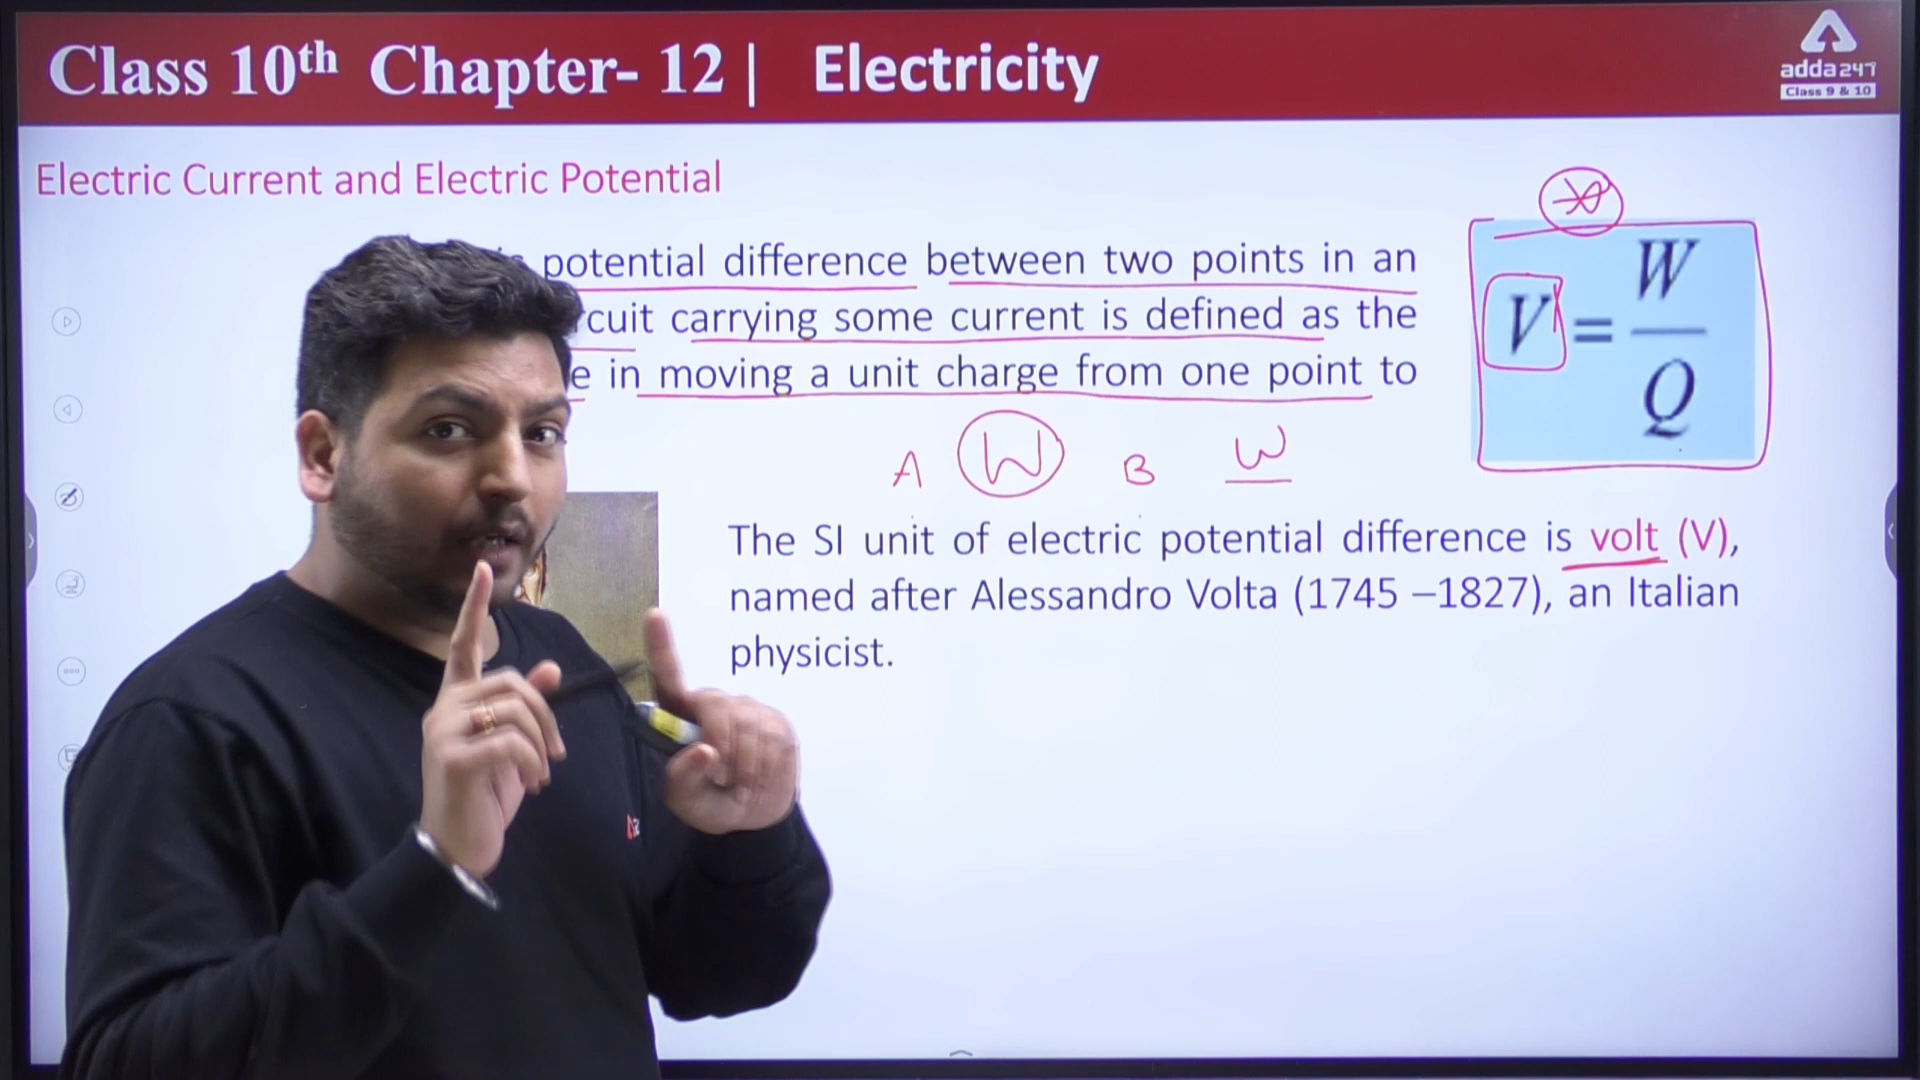 Class 10th Chapter- 12 | Electricity
adda247
Class 9 & 10
Electric Current and Electric Potential
potential difference between two points in an
rcuit carrying some current is defined as the
e in moving a unit charge from one point to
V = W
Q
A W B W
The SI unit of electric potential difference is volt (V),
named after Alessandro Volta (1745 –1827), an Italian
physicist.